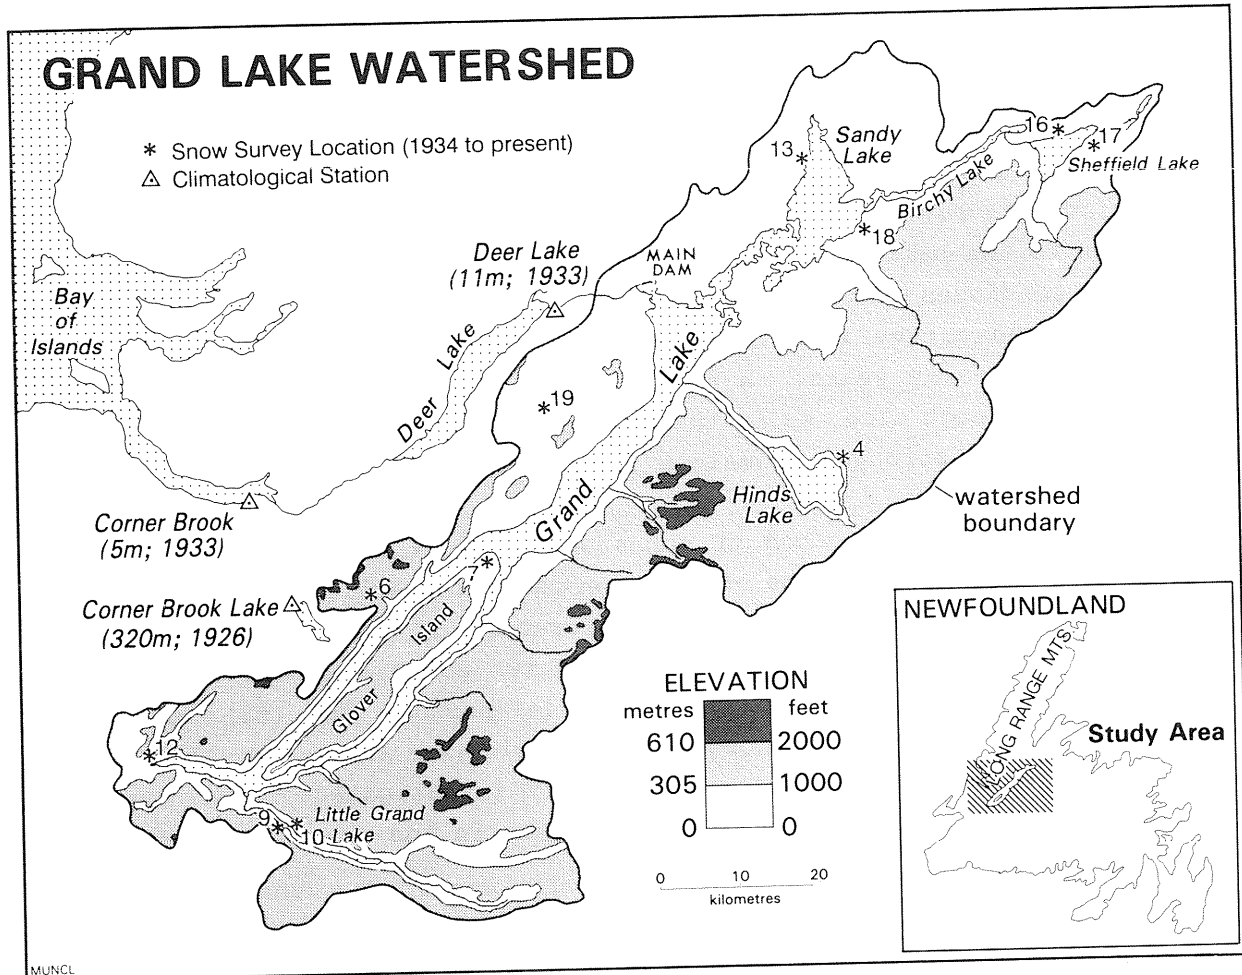 GRAND LAKE WATERSHED
* Snow Survey Location (1934 to present)
Climatological Station
16
17
13
Sandy
Lake
Sheffield Lake
Birchy Lake
18
Deer Lake
(11m; 1933)
MAIN
DAM
Bay
of
Islands
Deer Lake
Grand Lake
19
4
Hinds
Lake
watershed
boundary
Corner Brook
(5m; 1933)
7
6
Corner Brook Lake
(320m; 1926)
Glover Island
12
9
10
Little Grand
Lake
ELEVATION
metres feet
610 2000
305 1000
0 0
0 10 20
kilometres
NEWFOUNDLAND
LONG RANGE MTS
Study Area
MUNCL